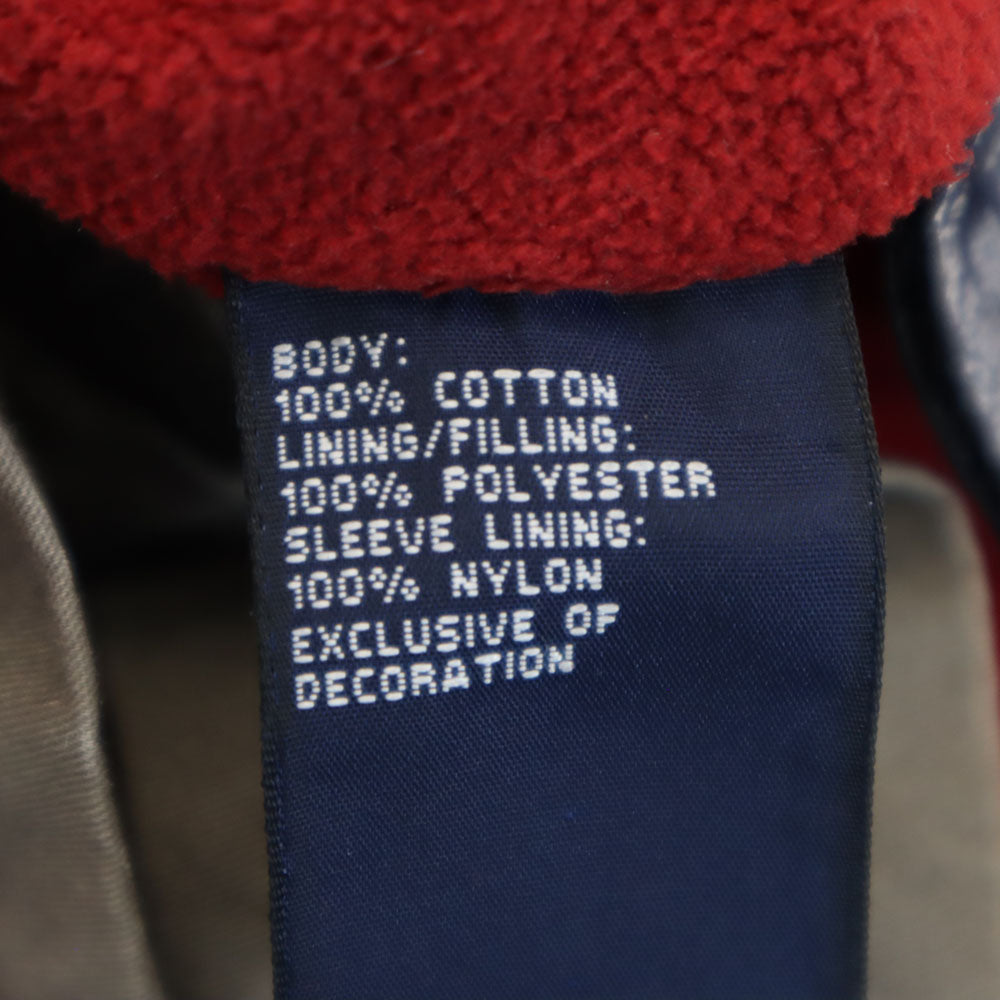 BODY:
100% COTTON
LINING/FILLING:
100% POLYESTER
SLEEVE LINING:
100% NYLON
EXCLUSIVE OF
DECORATION